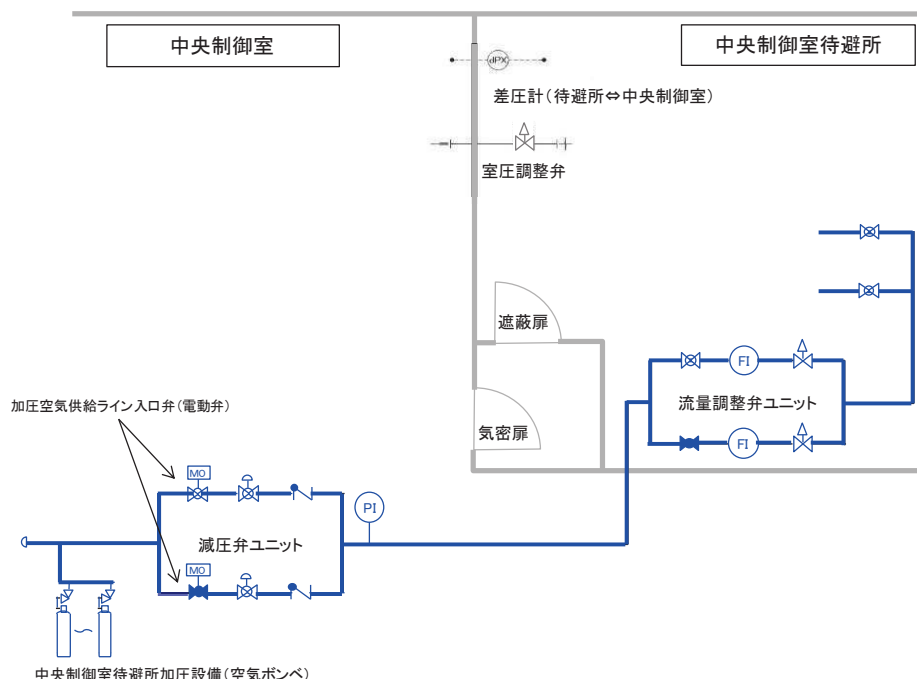 中央制御室
中央制御室待避所
dPX
差圧計(待避所⇔中央制御室)
室圧調整弁
遮蔽扉
気密扉
FI
流量調整弁ユニット
FI
加圧空気供給ライン入口弁(電動弁)
MO
PI
減圧弁ユニット
MO
中央制御室待避所加圧設備(空気ボンベ)